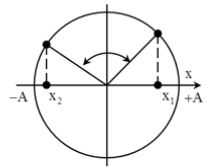 x
–A x₂ x₁ +A